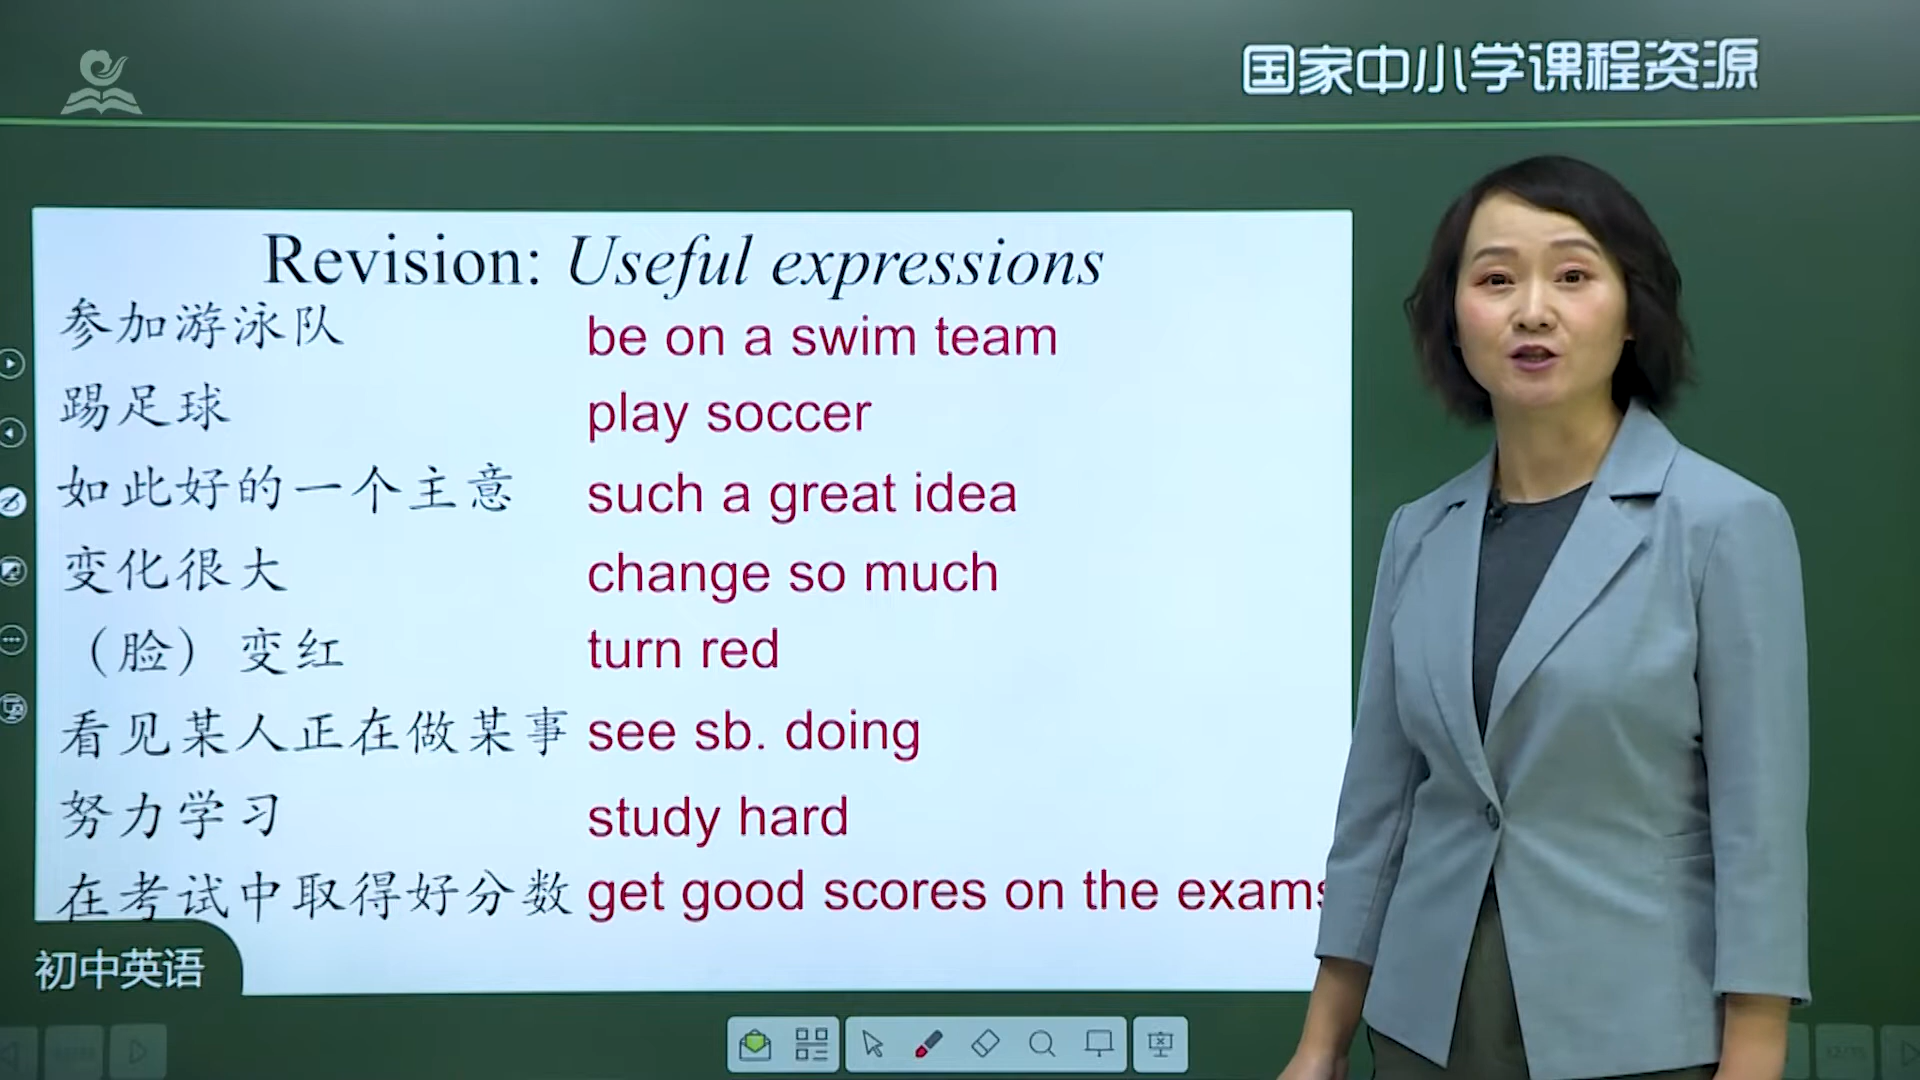 国家中小学课程资源
Revision: Useful expressions
参加游泳队 be on a swim team
踢足球 play soccer
如此好的一个主意 such a great idea
变化很大 change so much
（脸）变红 turn red
看见某人正在做某事 see sb. doing
努力学习 study hard
在考试中取得好分数 get good scores on the exams
初中英语